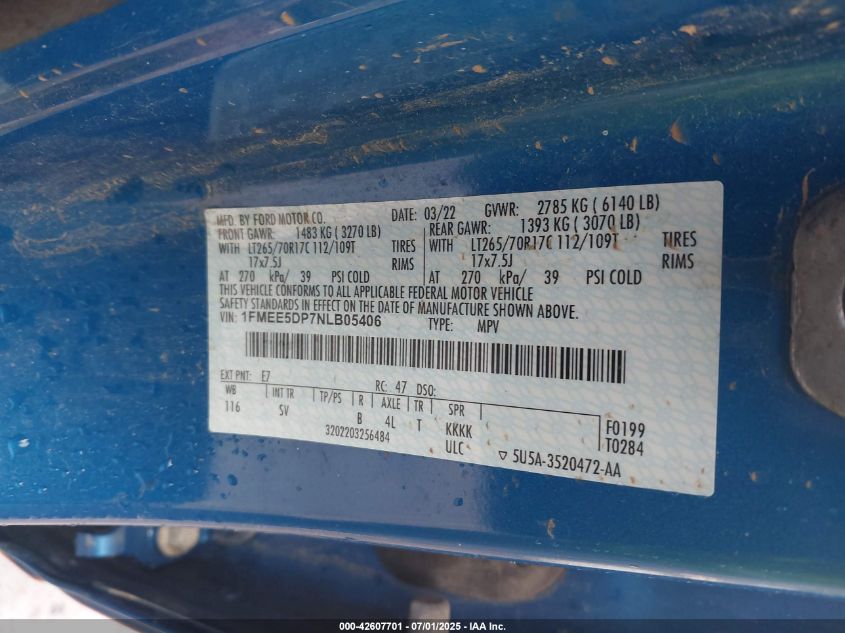 MFD. BY FORD MOTOR CO. DATE: 03/22 GVWR: 2785 KG ( 6140 LB)
FRONT GAWR: 1483 KG ( 3270 LB) REAR GAWR: 1393 KG ( 3070 LB)
WITH LT265/70R17C 112/109T TIRES WITH LT265/70R17C 112/109T TIRES
17x7.5J RIMS 17x7.5J RIMS
AT 270 kPa/ 39 PSI COLD AT 270 kPa/ 39 PSI COLD
THIS VEHICLE CONFORMS TO ALL APPLICABLE FEDERAL MOTOR VEHICLE
SAFETY STANDARDS IN EFFECT ON THE DATE OF MANUFACTURE SHOWN ABOVE.
VIN: 1FMEE5DP7NLB05406 TYPE: MPV
EXT PNT: E7 RC: 47 DSO:
WB INT TR TP/PS R AXLE TR SPR
116 SV B 4L T KKKK F0199
3202203256484 ULC T0284
5U5A-3520472-AA
000-42607701 - 07/01/2025 - IAA Inc.